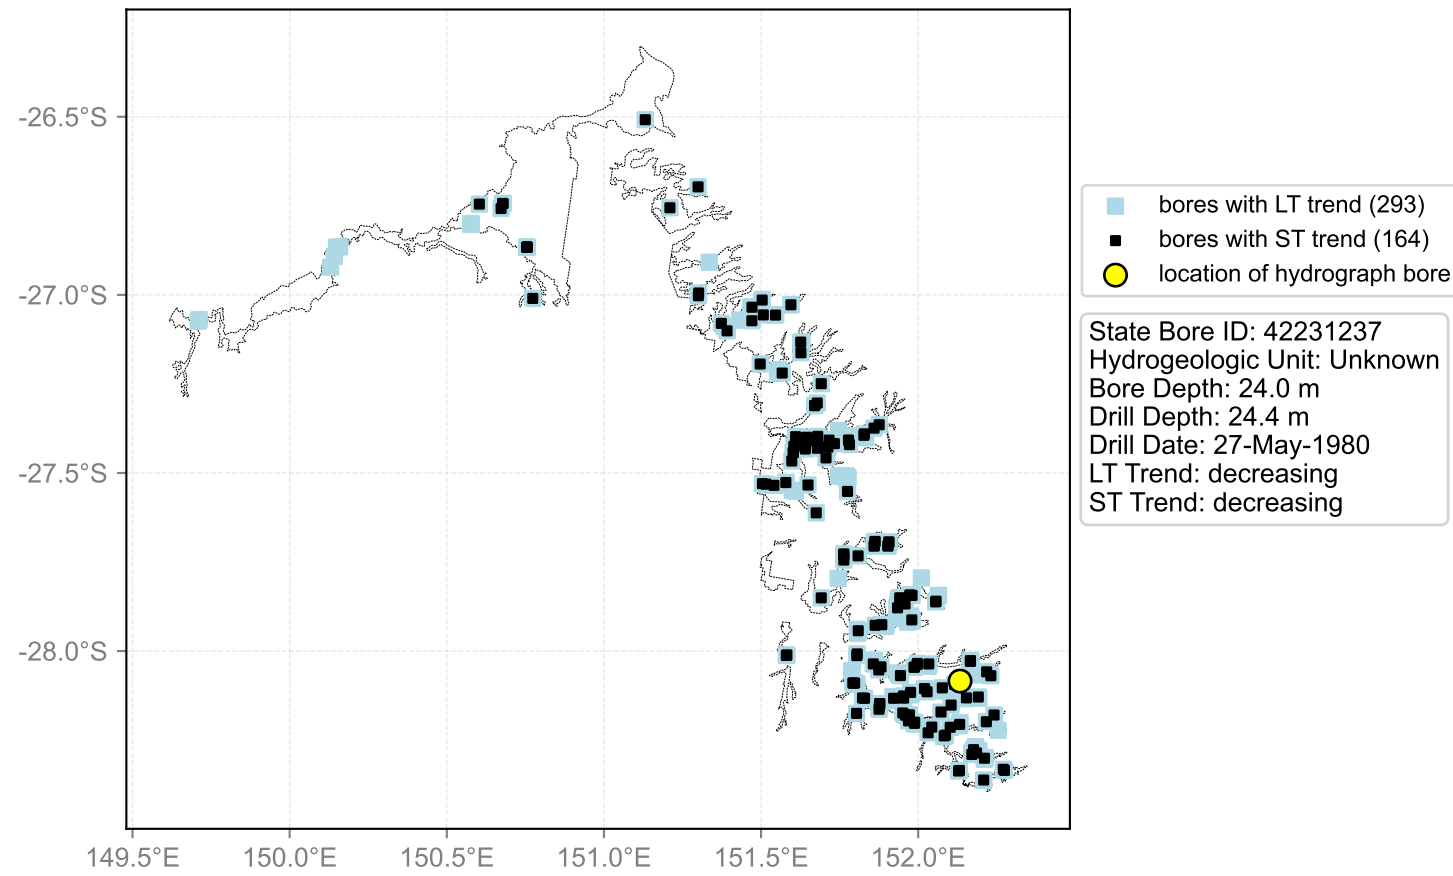 -26.5°S
-27.0°S
-27.5°S
-28.0°S
149.5°E 150.0°E 150.5°E 151.0°E 151.5°E 152.0°E
bores with LT trend (293)
bores with ST trend (164)
location of hydrograph bore
State Bore ID: 42231237
Hydrogeologic Unit: Unknown
Bore Depth: 24.0 m
Drill Depth: 24.4 m
Drill Date: 27-May-1980
LT Trend: decreasing
ST Trend: decreasing